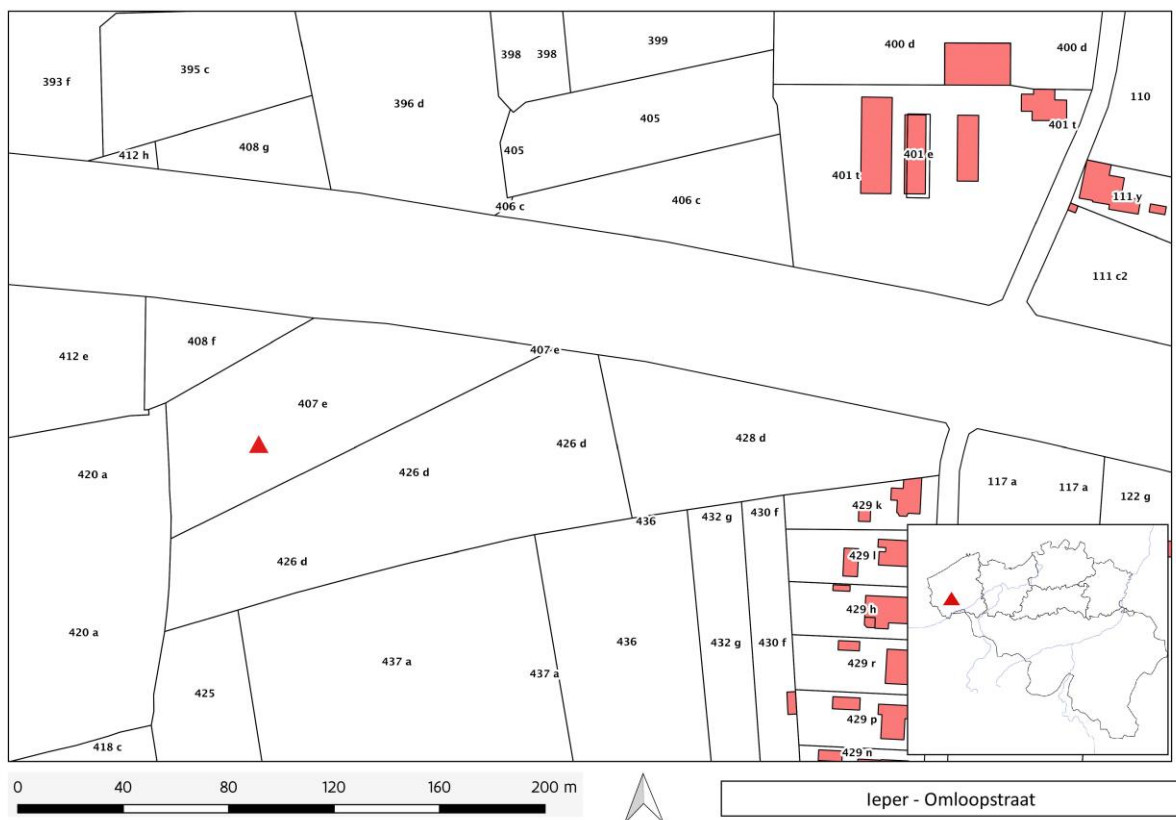 398
398
399
400 d
400 d
393 f
395 c
396 d
110
405
401 t
412 h
408 g
405
401 e
401 t
406 c
406 c
111 y
111 c2
408 f
412 e
407 e
407 e
428 d
426 d
426 d
420 a
117 a
117 a
122 g
429 k
432 g
430 f
436
429 l
426 d
429 h
420 a
436
432 g
430 f
437 a
437 a
429 r
425
429 p
418 c
429 n
0
40
80
120
160
200 m
Ieper - Omloopstraat